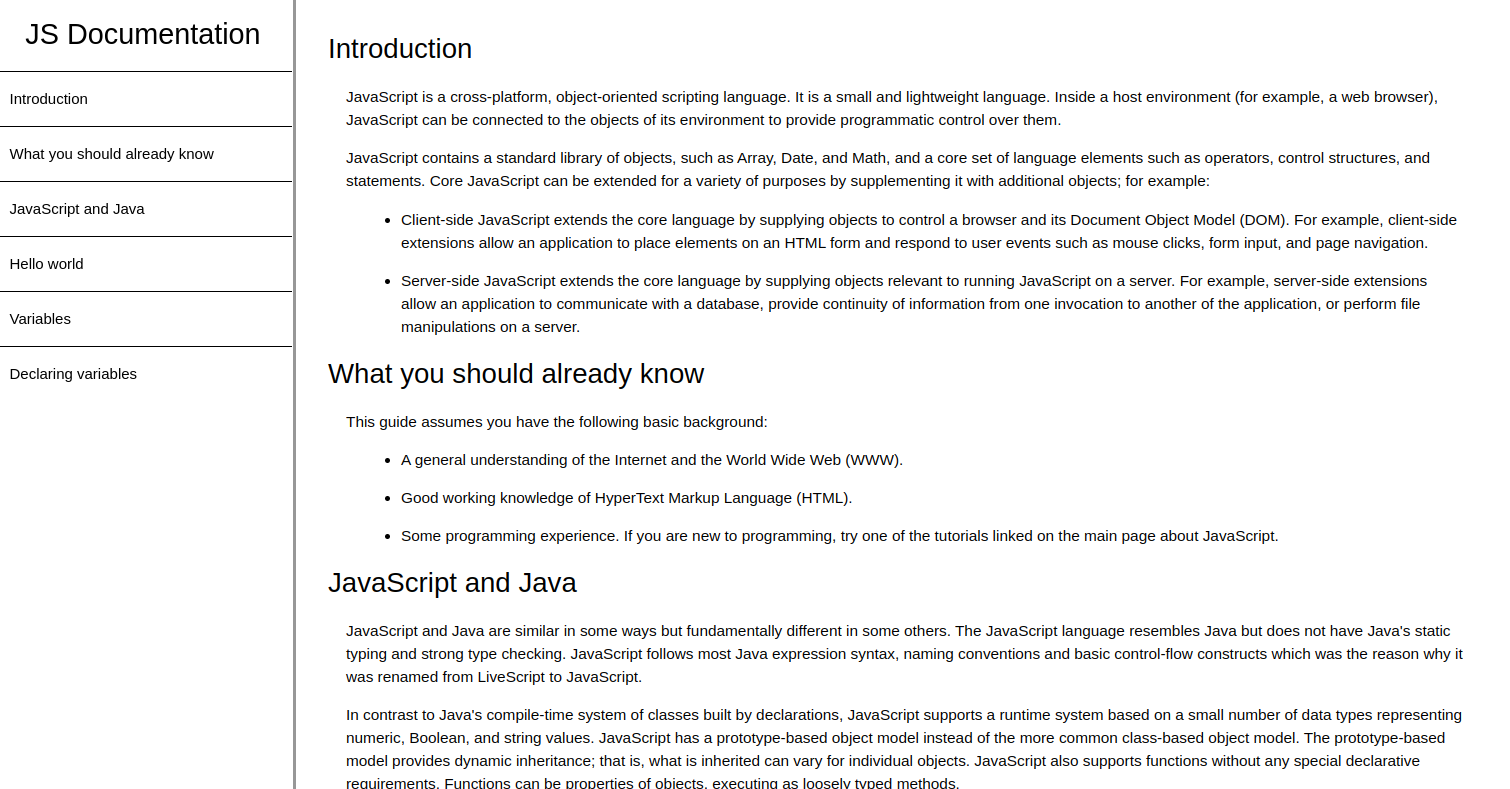 JS Documentation
Introduction
What you should already know
JavaScript and Java
Hello world
Variables
Declaring variables
Introduction
JavaScript is a cross-platform, object-oriented scripting language. It is a small and lightweight language. Inside a host environment (for example, a web browser),
JavaScript can be connected to the objects of its environment to provide programmatic control over them.
JavaScript contains a standard library of objects, such as Array, Date, and Math, and a core set of language elements such as operators, control structures, and
statements. Core JavaScript can be extended for a variety of purposes by supplementing it with additional objects; for example:
• Client-side JavaScript extends the core language by supplying objects to control a browser and its Document Object Model (DOM). For example, client-side
extensions allow an application to place elements on an HTML form and respond to user events such as mouse clicks, form input, and page navigation.
• Server-side JavaScript extends the core language by supplying objects relevant to running JavaScript on a server. For example, server-side extensions
allow an application to communicate with a database, provide continuity of information from one invocation to another of the application, or perform file
manipulations on a server.
What you should already know
This guide assumes you have the following basic background:
• A general understanding of the Internet and the World Wide Web (WWW).
• Good working knowledge of HyperText Markup Language (HTML).
• Some programming experience. If you are new to programming, try one of the tutorials linked on the main page about JavaScript.
JavaScript and Java
JavaScript and Java are similar in some ways but fundamentally different in some others. The JavaScript language resembles Java but does not have Java's static
typing and strong type checking. JavaScript follows most Java expression syntax, naming conventions and basic control-flow constructs which was the reason why it
was renamed from LiveScript to JavaScript.
In contrast to Java's compile-time system of classes built by declarations, JavaScript supports a runtime system based on a small number of data types representing
numeric, Boolean, and string values. JavaScript has a prototype-based object model instead of the more common class-based object model. The prototype-based
model provides dynamic inheritance; that is, what is inherited can vary for individual objects. JavaScript also supports functions without any special declarative
requirements. Functions can be properties of objects, executing as loosely typed methods.